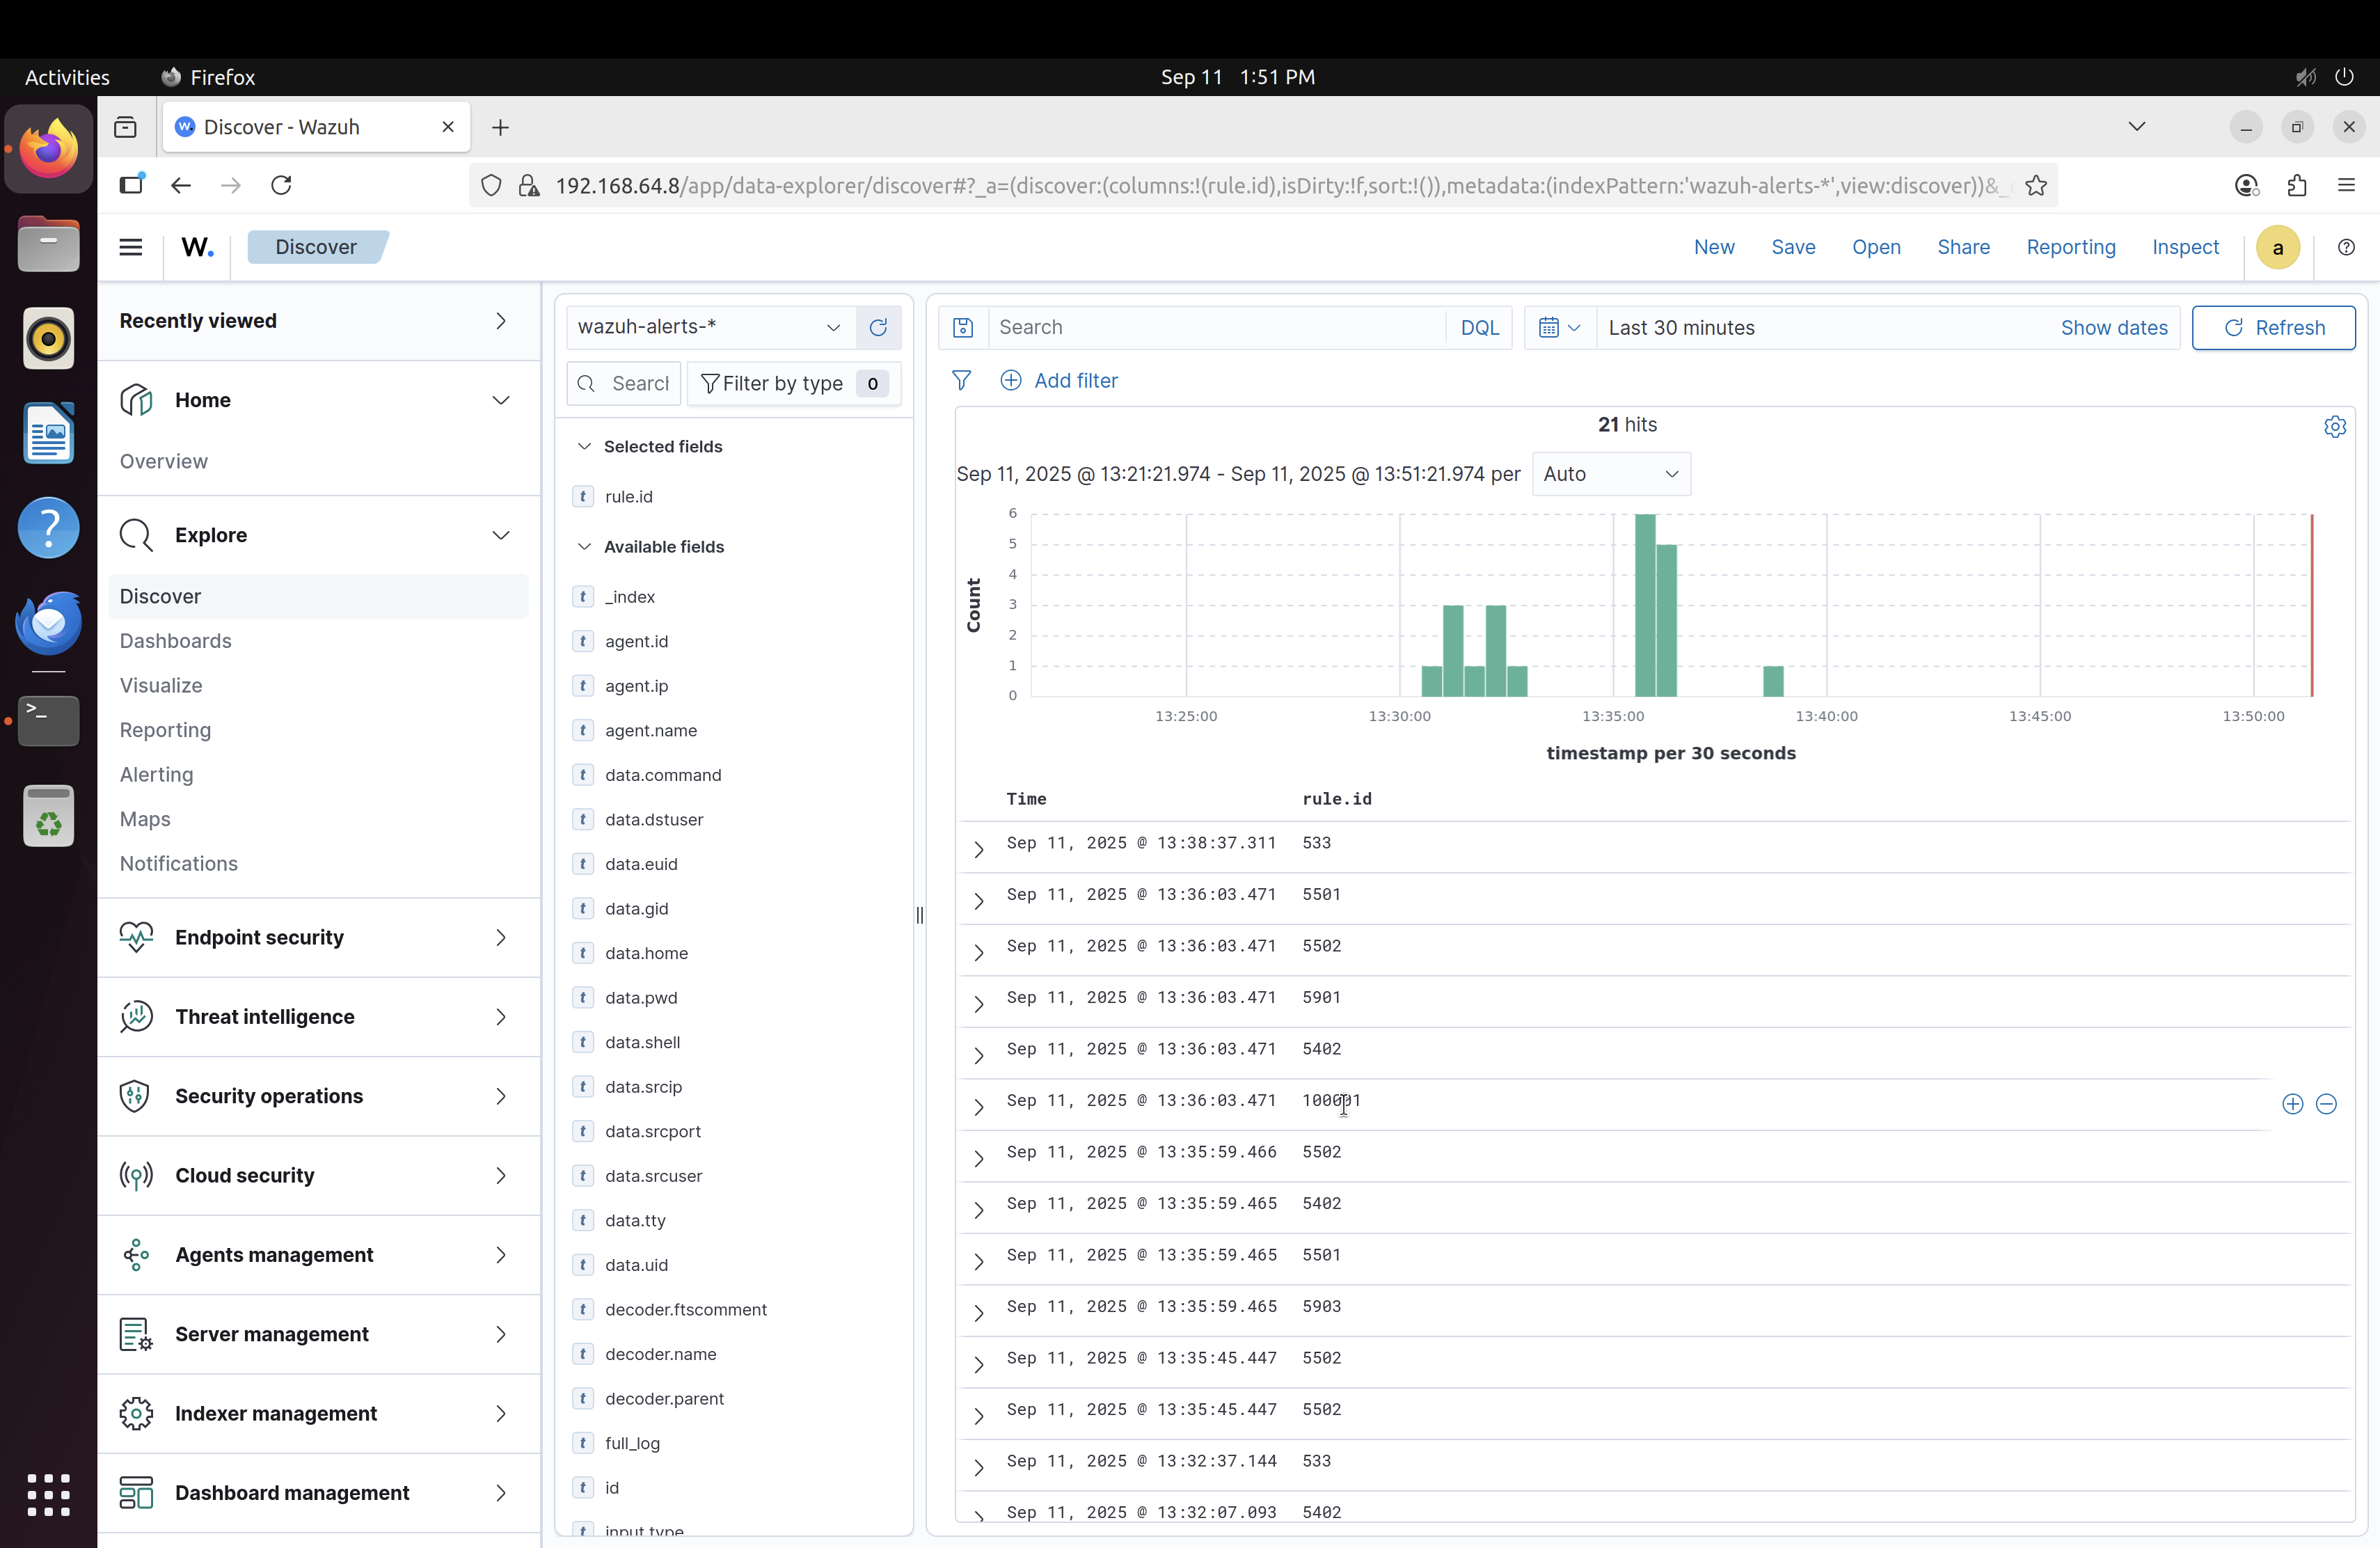 Activities Firefox Sep 11 1:51 PM
Discover - Wazuh
192.168.64.8/app/data-explorer/discover#?_a=(discover:(columns:!(rule.id),isDirty:!f,sort:!()),metadata:(indexPattern:'wazuh-alerts-*',view:discover))&_
W. Discover New Save Open Share Reporting Inspect a
Recently viewed
Home
Overview
Explore
Discover
Dashboards
Visualize
Reporting
Alerting
Maps
Notifications
Endpoint security
Threat intelligence
Security operations
Cloud security
Agents management
Server management
Indexer management
Dashboard management
wazuh-alerts-*
Search Filter by type 0
Selected fields
t rule.id
Available fields
t _index
t agent.id
t agent.ip
t agent.name
t data.command
t data.dstuser
t data.euid
t data.gid
t data.home
t data.pwd
t data.shell
t data.srcip
t data.srcport
t data.srcuser
t data.tty
t data.uid
t decoder.ftscomment
t decoder.name
t decoder.parent
t full_log
t id
t input.type
Search DQL Last 30 minutes Show dates Refresh
Add filter
21 hits
Sep 11, 2025 @ 13:21:21.974 - Sep 11, 2025 @ 13:51:21.974 per Auto
Count
6
5
4
3
2
1
0
13:25:00 13:30:00 13:35:00 13:40:00 13:45:00 13:50:00
timestamp per 30 seconds
Time rule.id
Sep 11, 2025 @ 13:38:37.311 533
Sep 11, 2025 @ 13:36:03.471 5501
Sep 11, 2025 @ 13:36:03.471 5502
Sep 11, 2025 @ 13:36:03.471 5901
Sep 11, 2025 @ 13:36:03.471 5402
Sep 11, 2025 @ 13:36:03.471 100001
Sep 11, 2025 @ 13:35:59.466 5502
Sep 11, 2025 @ 13:35:59.465 5402
Sep 11, 2025 @ 13:35:59.465 5501
Sep 11, 2025 @ 13:35:59.465 5903
Sep 11, 2025 @ 13:35:45.447 5502
Sep 11, 2025 @ 13:35:45.447 5502
Sep 11, 2025 @ 13:32:37.144 533
Sep 11, 2025 @ 13:32:07.093 5402